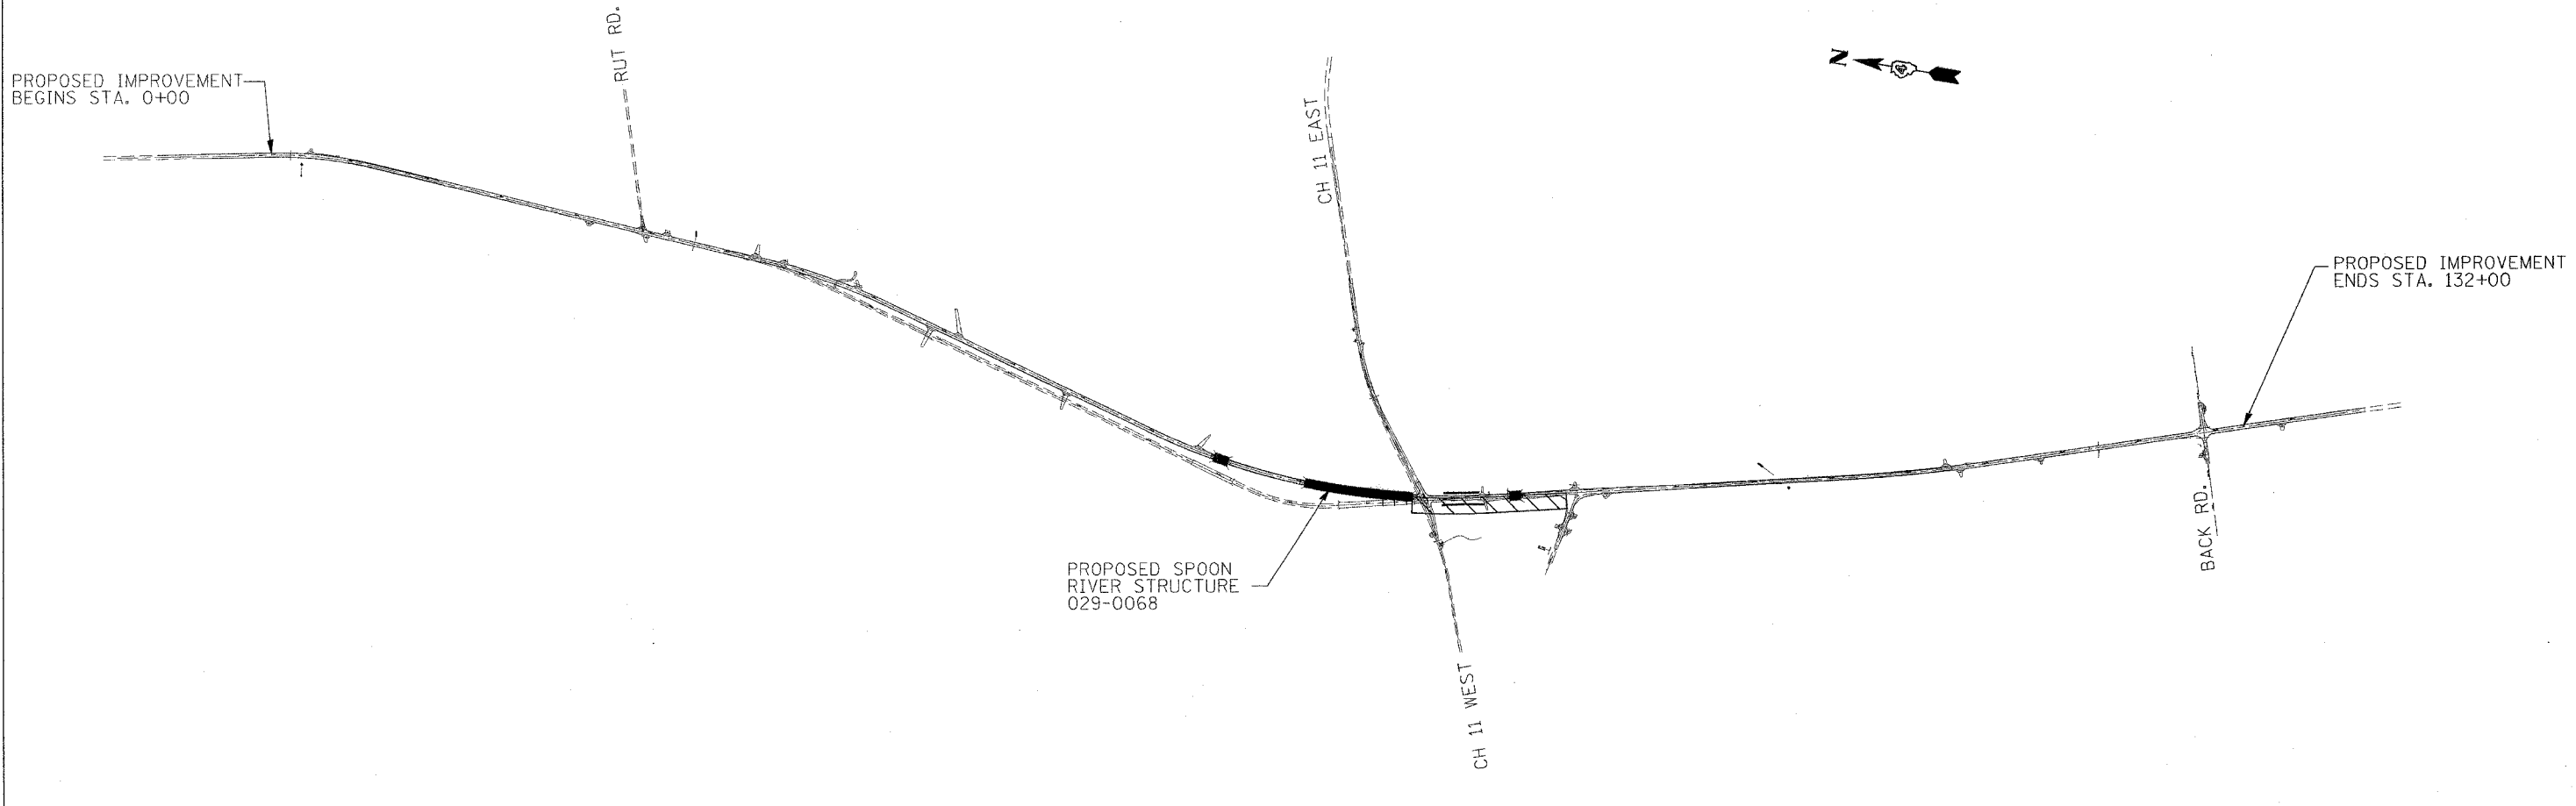 PROPOSED IMPROVEMENT
BEGINS STA. 0+00
RUT RD.
CH 11 EAST
N
PROPOSED IMPROVEMENT
ENDS STA. 132+00
BACK RD.
PROPOSED SPOON
RIVER STRUCTURE
029-0068
CH 11 WEST